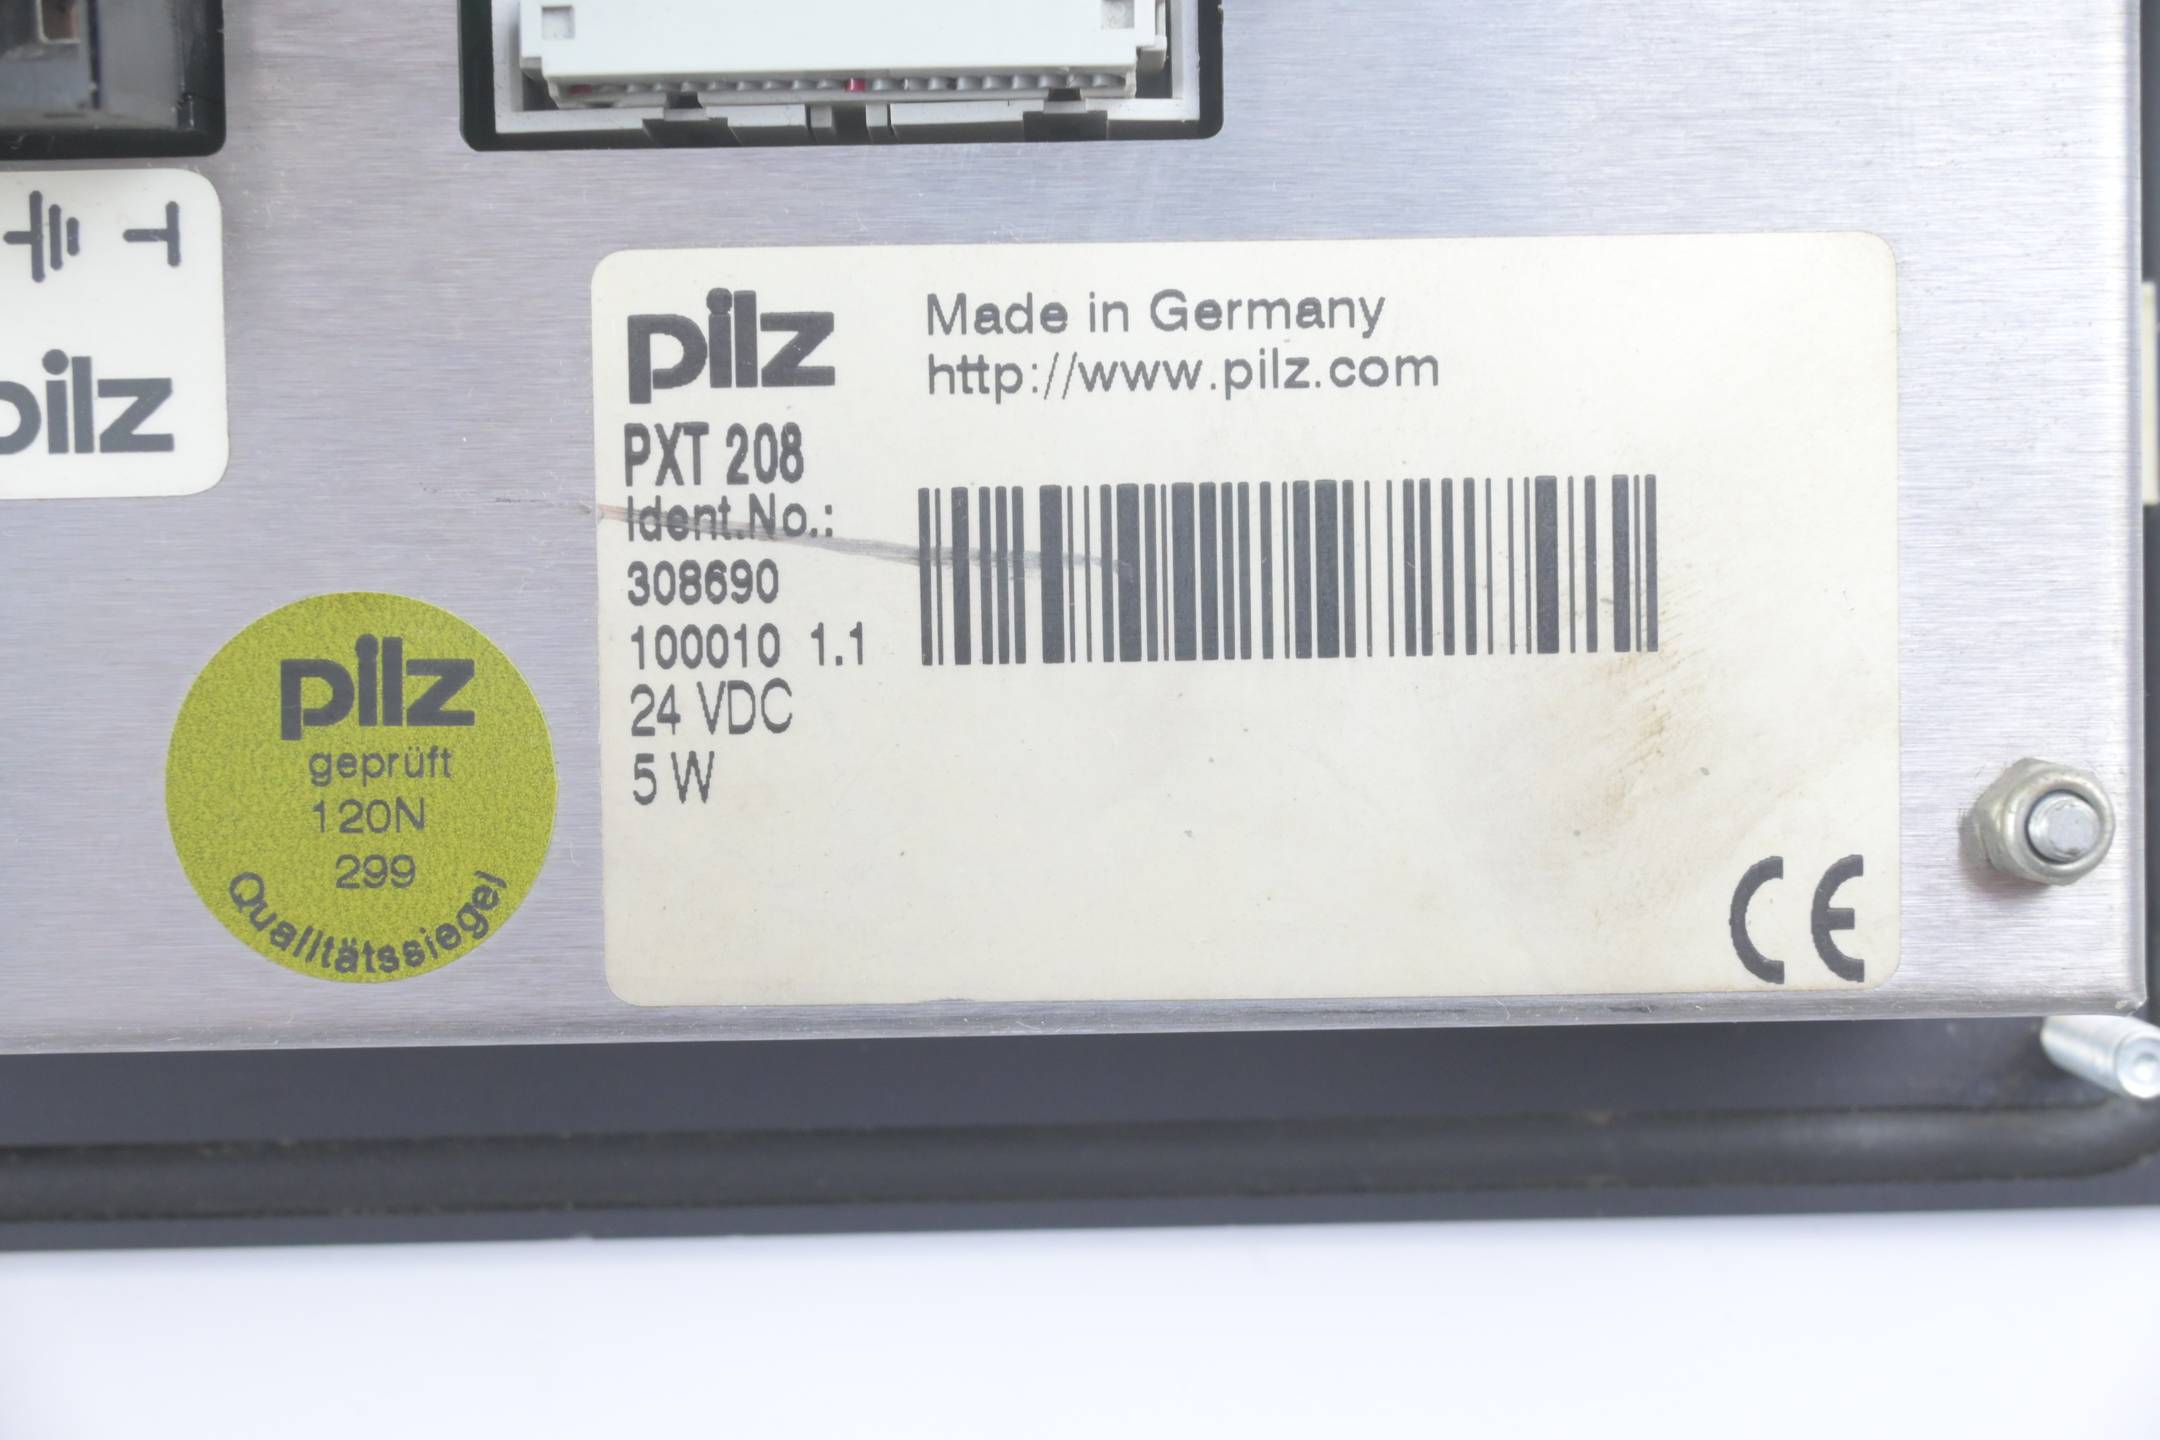 pilz
pilz
Made in Germany
http://www.pilz.com
PXT 208
Ident.No.:
308690
100010 1.1
24 VDC
5 W
CE
pilz
geprüft
120N
299
Qualitätssiegel